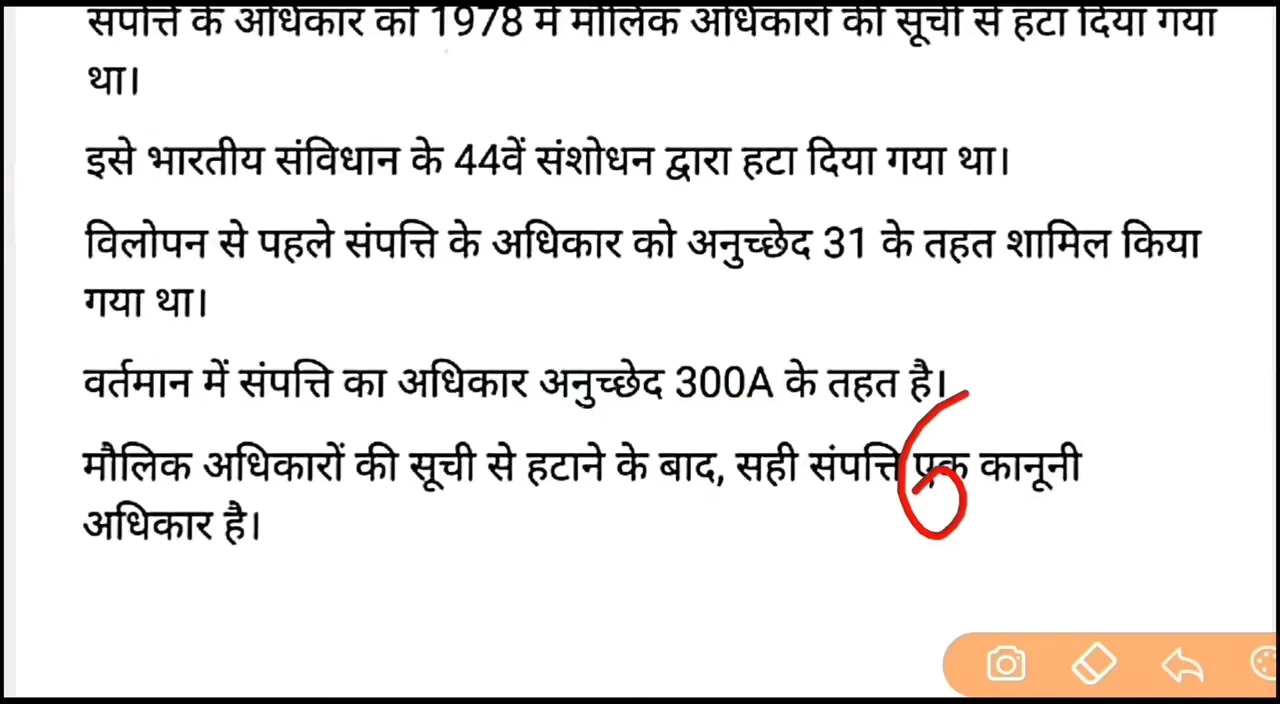 संपत्ति के अधिकार को 1978 में मौलिक अधिकारों की सूची से हटा दिया गया
था।
इसे भारतीय संविधान के 44वें संशोधन द्वारा हटा दिया गया था।
विलोपन से पहले संपत्ति के अधिकार को अनुच्छेद 31 के तहत शामिल किया
गया था।
वर्तमान में संपत्ति का अधिकार अनुच्छेद 300A के तहत है।
मौलिक अधिकारों की सूची से हटाने के बाद, सही संपत्ति एक कानूनी
अधिकार है।
6